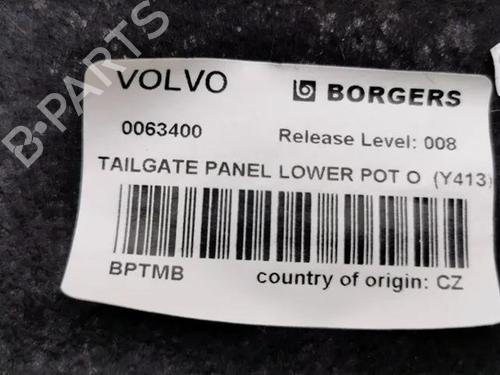 VOLVO
BORGERS
0063400
Release Level: 008
TAILGATE PANEL LOWER POT O (Y413)
BPTMB
country of origin: CZ
B-PARTS